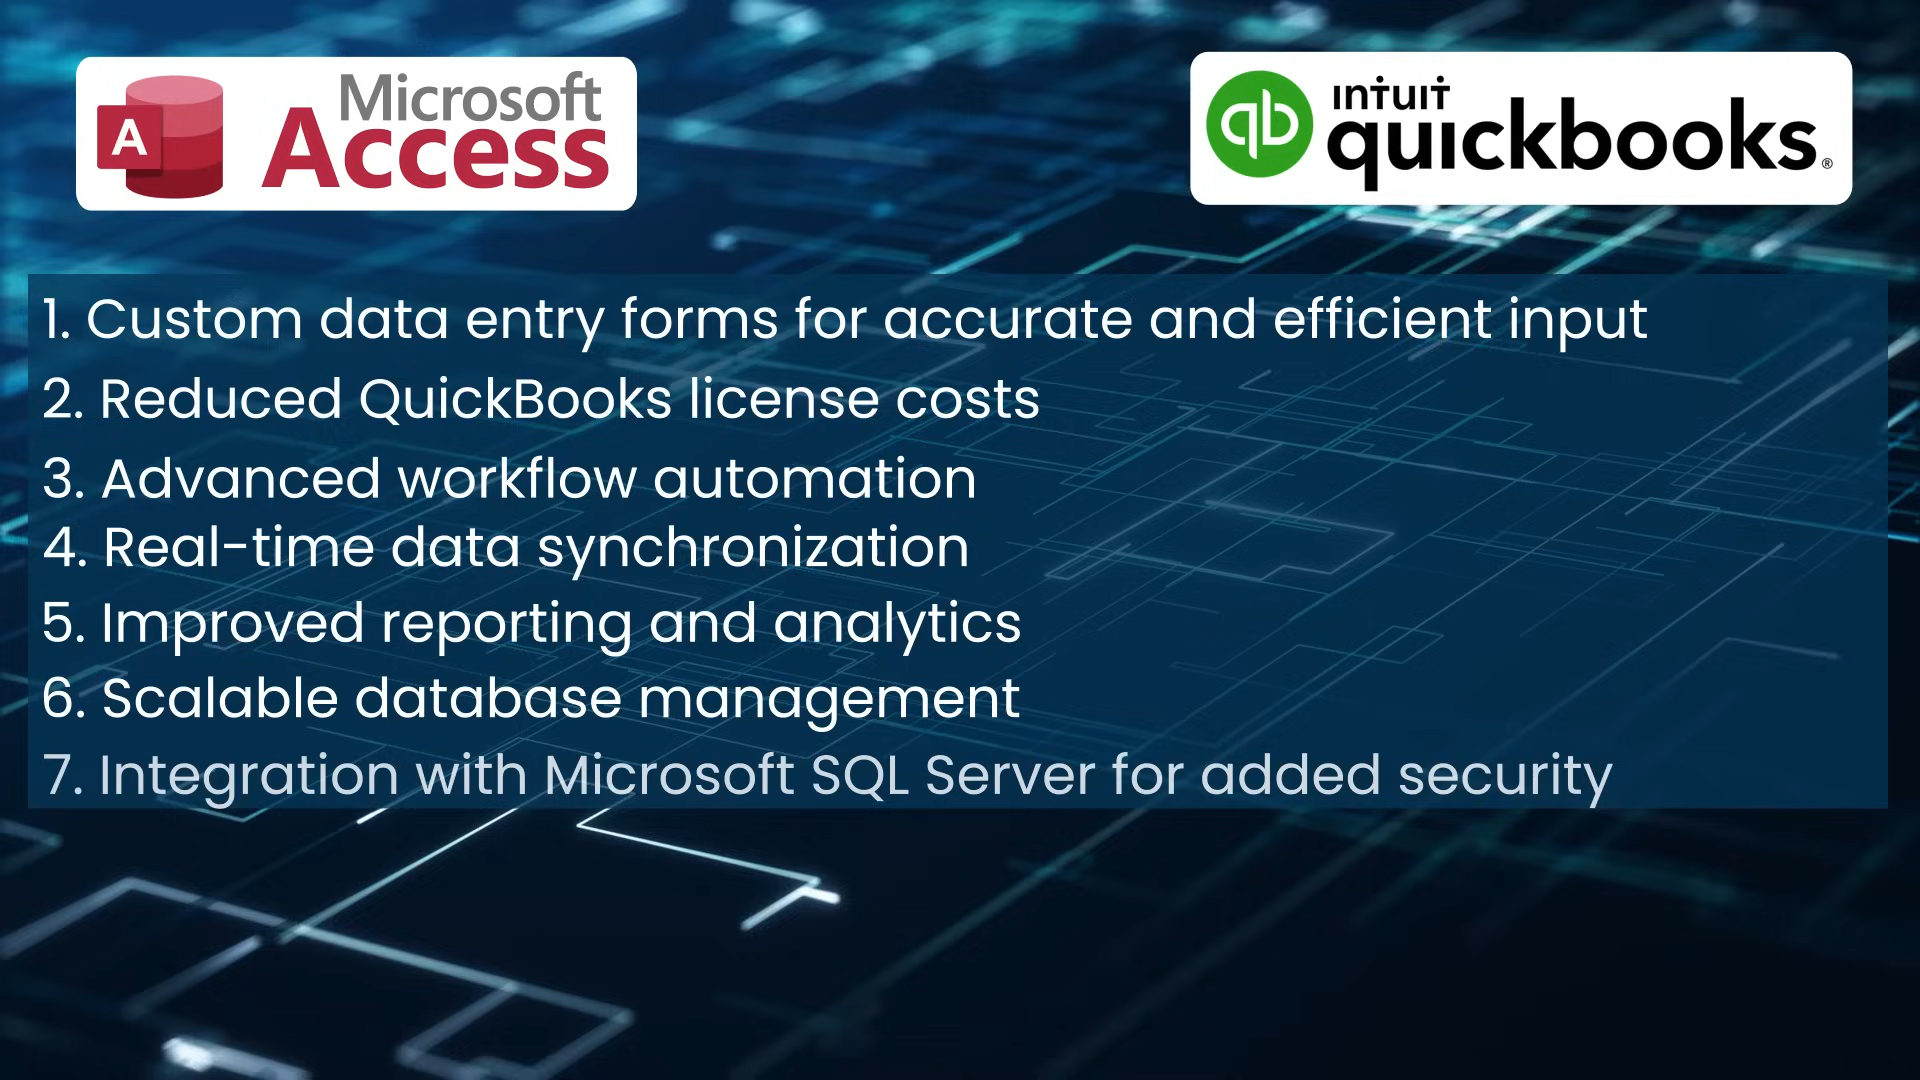 A
Microsoft
Access
qb
intuit
quickbooks®
1. Custom data entry forms for accurate and efficient input
2. Reduced QuickBooks license costs
3. Advanced workflow automation
4. Real-time data synchronization
5. Improved reporting and analytics
6. Scalable database management
7. Integration with Microsoft SQL Server for added security